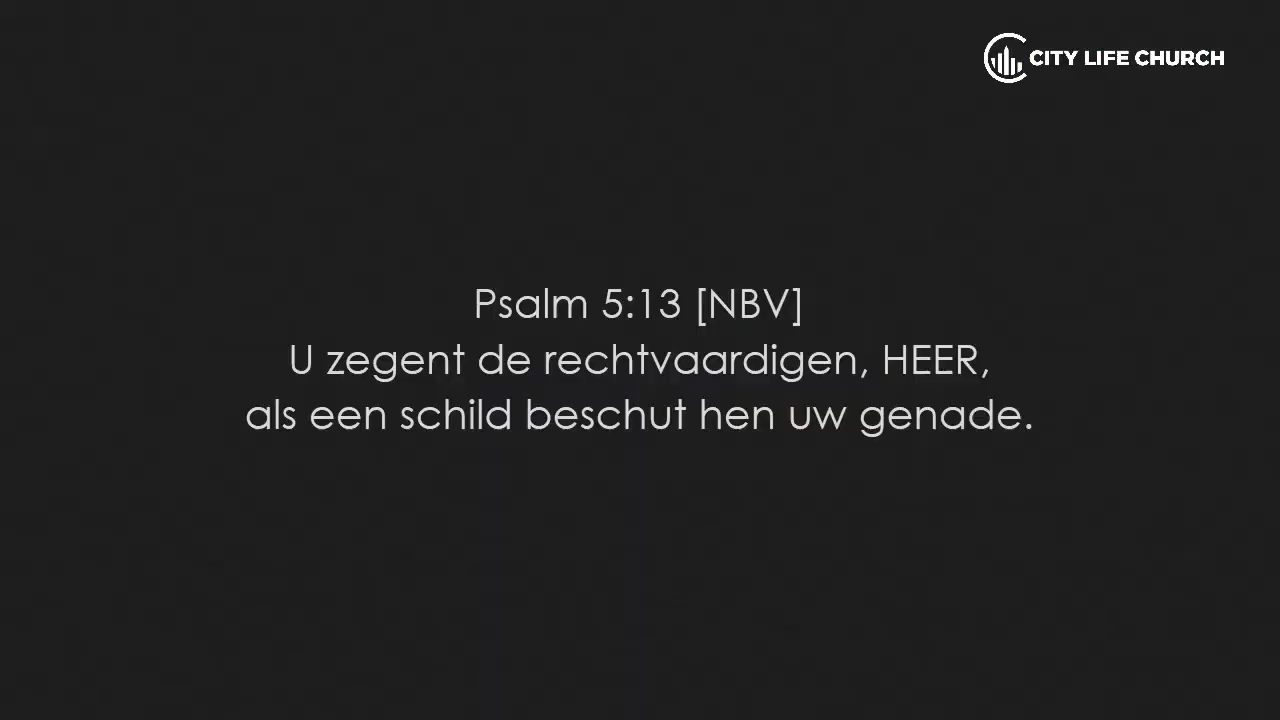 CITY LIFE CHURCH
Psalm 5:13 [NBV]
U zegent de rechtvaardigen, HEER,
als een schild beschut hen uw genade.